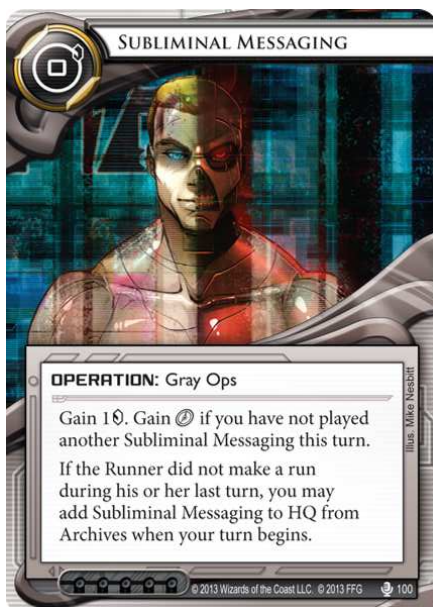 SUBLIMINAL MESSAGING
0
OPERATION: Gray Ops
Gain 1. Gain if you have not played
another Subliminal Messaging this turn.
If the Runner did not make a run
during his or her last turn, you may
add Subliminal Messaging to HQ from
Archives when your turn begins.
Illus. Mike Nesbitt
© 2013 Wizards of the Coast LLC. © 2013 FFG
100